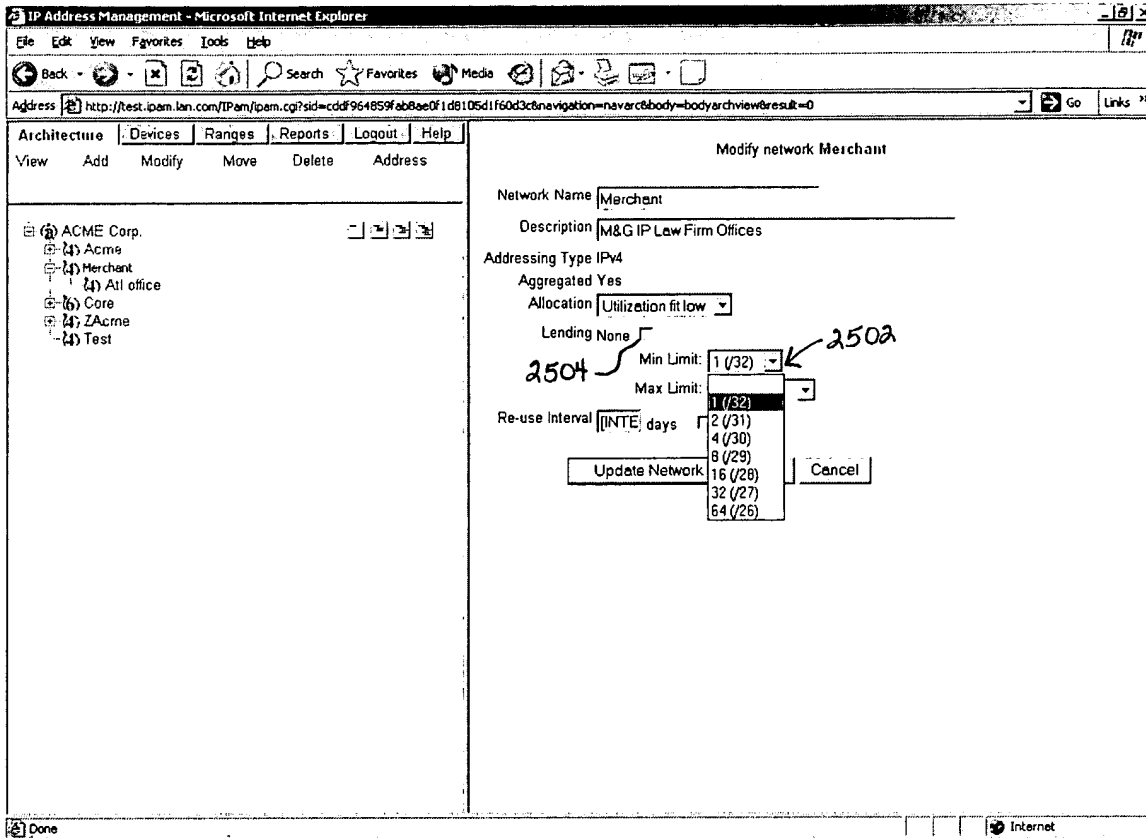 IP Address Management - Microsoft Internet Explorer
File Edit View Favorites Tools Help
Back Search Favorites Media
Address http://test.ipam.lan.com/IPam/ipam.cgi?sid=cddf964859fab8ae0f1d8105d1f60d3c&navigation=navarc&body=bodyarchview&result=0 Go Links »
Architecture Devices Ranges Reports Logout Help
View Add Modify Move Delete Address
ACME Corp.
Acme
Merchant
Atl office
Core
ZAcme
Test
Modify network Merchant
Network Name Merchant
Description M&G IP Law Firm Offices
Addressing Type IPv4
Aggregated Yes
Allocation Utilization fit low
Lending None
2504
2502
Min Limit: 1 (/32)
Max Limit:
1 (/32)
2 (/31)
4 (/30)
8 (/29)
16 (/28)
32 (/27)
64 (/26)
Re-use Interval [INTE days
Update Network Cancel
Done Internet